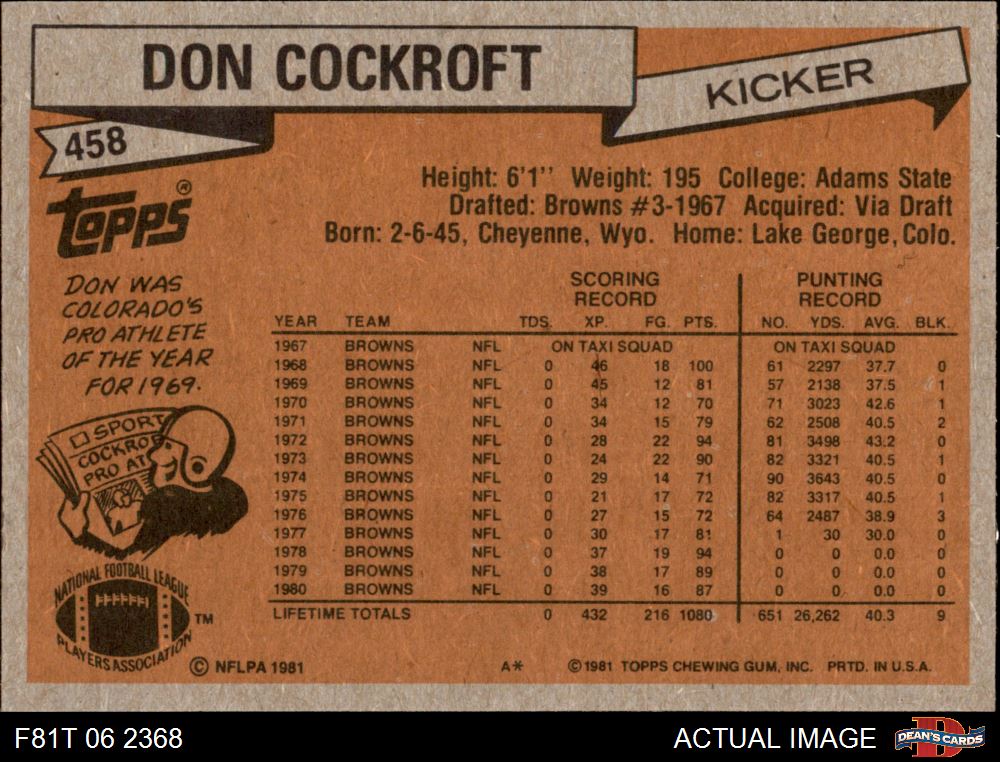 DON COCKROFT
KICKER
458
TOPPS®
Height: 6'1'' Weight: 195 College: Adams State
Drafted: Browns #3-1967 Acquired: Via Draft
Born: 2-6-45, Cheyenne, Wyo. Home: Lake George, Colo.
DON WAS
COLORADO'S
PRO ATHLETE
OF THE YEAR
FOR 1969.
SPORT
COCKROF
PRO AT
SCORING RECORD PUNTING RECORD
YEAR TEAM TDS. XP. FG. PTS. NO. YDS. AVG. BLK.
1967 BROWNS NFL ON TAXI SQUAD ON TAXI SQUAD
1968 BROWNS NFL 0 46 18 100 61 2297 37.7 0
1969 BROWNS NFL 0 45 12 81 57 2138 37.5 1
1970 BROWNS NFL 0 34 12 70 71 3023 42.6 1
1971 BROWNS NFL 0 34 15 79 62 2508 40.5 2
1972 BROWNS NFL 0 28 22 94 81 3498 43.2 0
1973 BROWNS NFL 0 24 22 90 82 3321 40.5 1
1974 BROWNS NFL 0 29 14 71 90 3643 40.5 0
1975 BROWNS NFL 0 21 17 72 82 3317 40.5 1
1976 BROWNS NFL 0 27 15 72 64 2487 38.9 3
1977 BROWNS NFL 0 30 17 81 1 30 30.0 0
1978 BROWNS NFL 0 37 19 94 0 0 0.0 0
1979 BROWNS NFL 0 38 17 89 0 0 0.0 0
1980 BROWNS NFL 0 39 16 87 0 0 0.0 0
LIFETIME TOTALS 0 432 216 1080 651 26,262 40.3 9
NATIONAL FOOTBALL LEAGUE
PLAYERS ASSOCIATION
TM
© NFLPA 1981 A* ©1981 TOPPS CHEWING GUM, INC. PRTD. IN U.S.A.
F81T 06 2368 ACTUAL IMAGE
DEAN'S CARDS